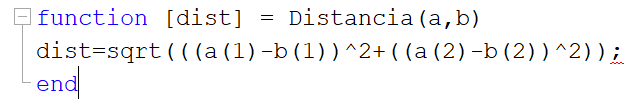 function [dist] = Distancia(a,b)
dist=sqrt(((a(1)-b(1))^2+((a(2)-b(2))^2));
end